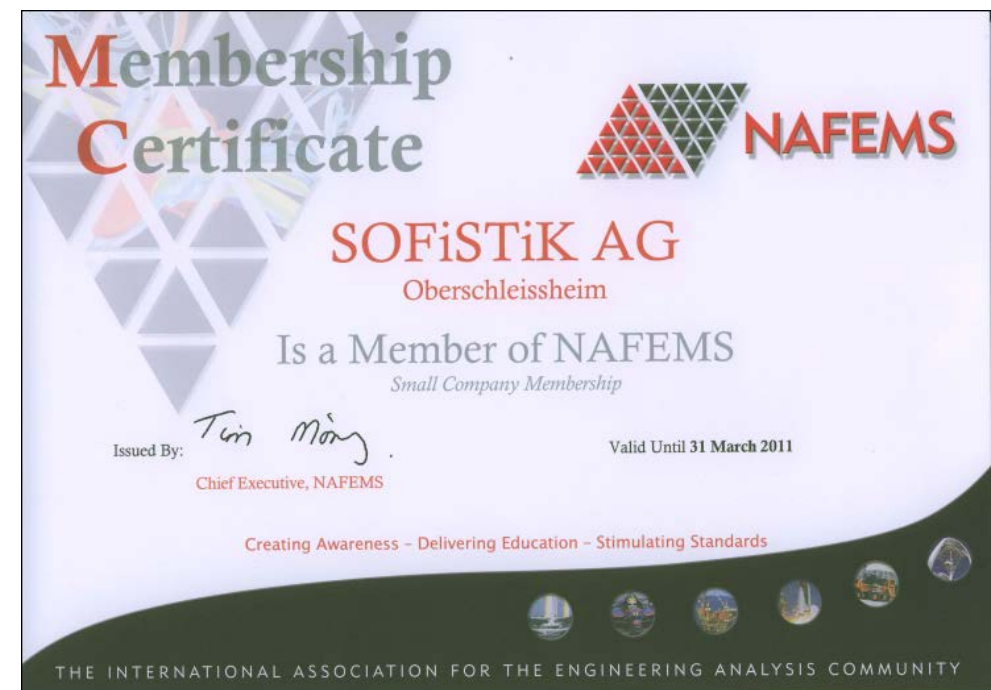 Membership
Certificate
NAFEMS
SOFiSTiK AG
Oberschleissheim
Is a Member of NAFEMS
Small Company Membership
Issued By: Tim
Valid Until 31 March 2011
Chief Executive, NAFEMS
Creating Awareness – Delivering Education – Stimulating Standards
THE INTERNATIONAL ASSOCIATION FOR THE ENGINEERING ANALYSIS COMMUNITY